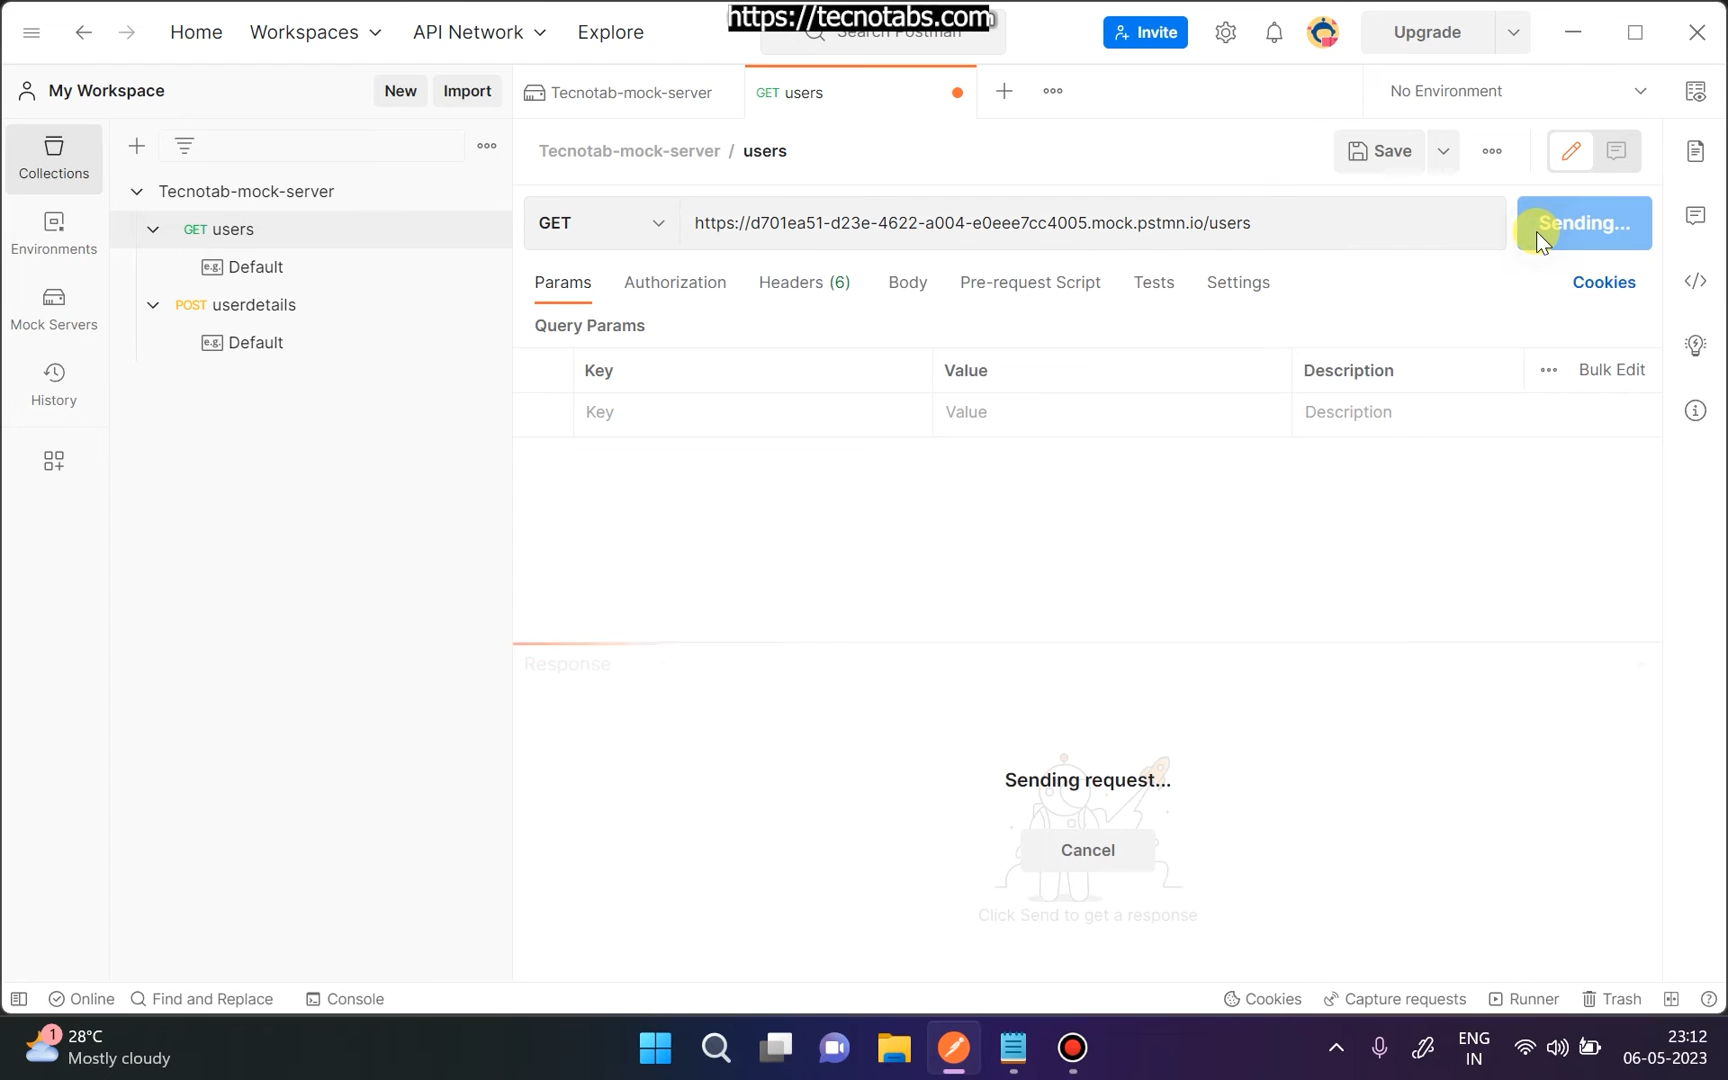 https://tecnotabs.com
Home
Workspaces
API Network
Explore
Search Postman
Invite
Upgrade
My Workspace
New
Import
Tecnotab-mock-server
GET users
No Environment
Collections
Environments
Mock Servers
History
Tecnotab-mock-server
GET users
e.g. Default
POST userdetails
e.g. Default
Tecnotab-mock-server / users
Save
GET
https://d701ea51-d23e-4622-a004-e0eee7cc4005.mock.pstmn.io/users
Sending...
Params
Authorization
Headers (6)
Body
Pre-request Script
Tests
Settings
Cookies
Query Params
Key
Value
Description
Bulk Edit
Key
Value
Description
Response
Sending request...
Cancel
Click Send to get a response
Online
Find and Replace
Console
Cookies
Capture requests
Runner
Trash
1
28°C
Mostly cloudy
ENG
IN
23:12
06-05-2023